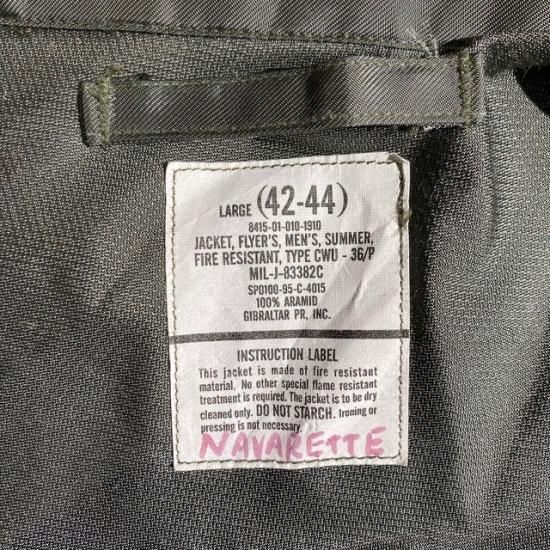 LARGE (42-44)
8415-01-010-1910
JACKET, FLYER'S, MEN'S, SUMMER,
FIRE RESISTANT, TYPE CWU - 36/P
MIL-J-83382C
SPO100-95-C-4015
100% ARAMID
GIBRALTAR PR, INC.
INSTRUCTION LABEL
This jacket is made of fire resistant
material. No other special flame resistant
treatment is required. The jacket is to be dry
cleaned only. DO NOT STARCH. Ironing or
pressing is not necessary.
NAVARETTE